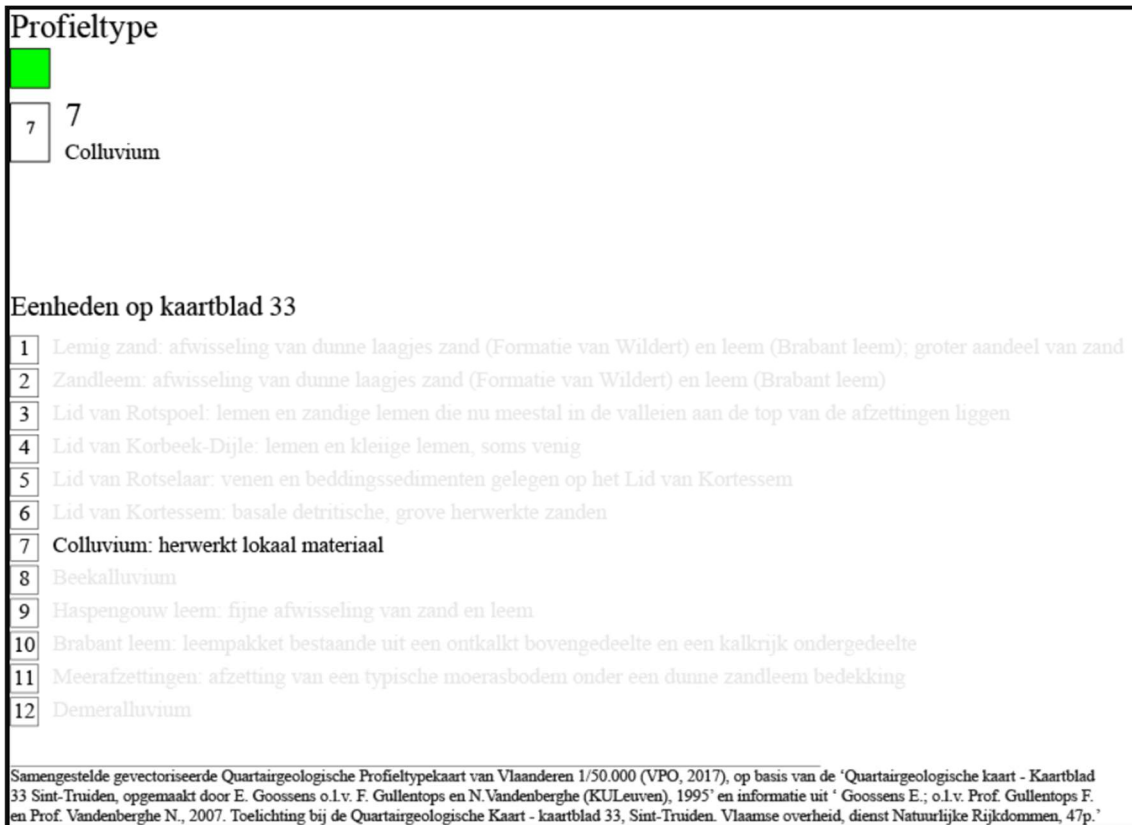 Profieltype
7
7
Colluvium
Eenheden op kaartblad 33
1 Lemig zand: afwisseling van dunne laagjes zand (Formatie van Wildert) en leem (Brabant leem); groter aandeel van zand
2 Zandleem: afwisseling van dunne laagjes zand (Formatie van Wildert) en leem (Brabant leem)
3 Lid van Rotspoel: lemen en zandige lemen die nu meestal in de valleien aan de top van de afzettingen liggen
4 Lid van Korbeek-Dijle: lemen en kleiige lemen, soms venig
5 Lid van Rotselaar: venen en beddingssedimenten gelegen op het Lid van Kortessem
6 Lid van Kortessem: basale detritische, grove herwerkte zanden
7 Colluvium: herwerkt lokaal materiaal
8 Beekalluvium
9 Haspengouw leem: fijne afwisseling van zand en leem
10 Brabant leem: leempakket bestaande uit een ontkalkt bovengedeelte en een kalkrijk ondergedeelte
11 Meerafzettingen: afzetting van een typische moerasbodem onder een dunne zandleem bedekking
12 Demeralluvium
Samengestelde gevectoriseerde Quartairgeologische Profieltypekaart van Vlaanderen 1/50.000 (VPO, 2017), op basis van de ‘Quartairgeologische kaart - Kaartblad
33 Sint-Truiden, opgemaakt door E. Goossens o.l.v. F. Gullentops en N.Vandenberghe (KULeuven), 1995’ en informatie uit ‘ Goossens E.; o.l.v. Prof. Gullentops F.
en Prof. Vandenberghe N., 2007. Toelichting bij de Quartairgeologische Kaart - kaartblad 33, Sint-Truiden. Vlaamse overheid, dienst Natuurlijke Rijkdommen, 47p.’